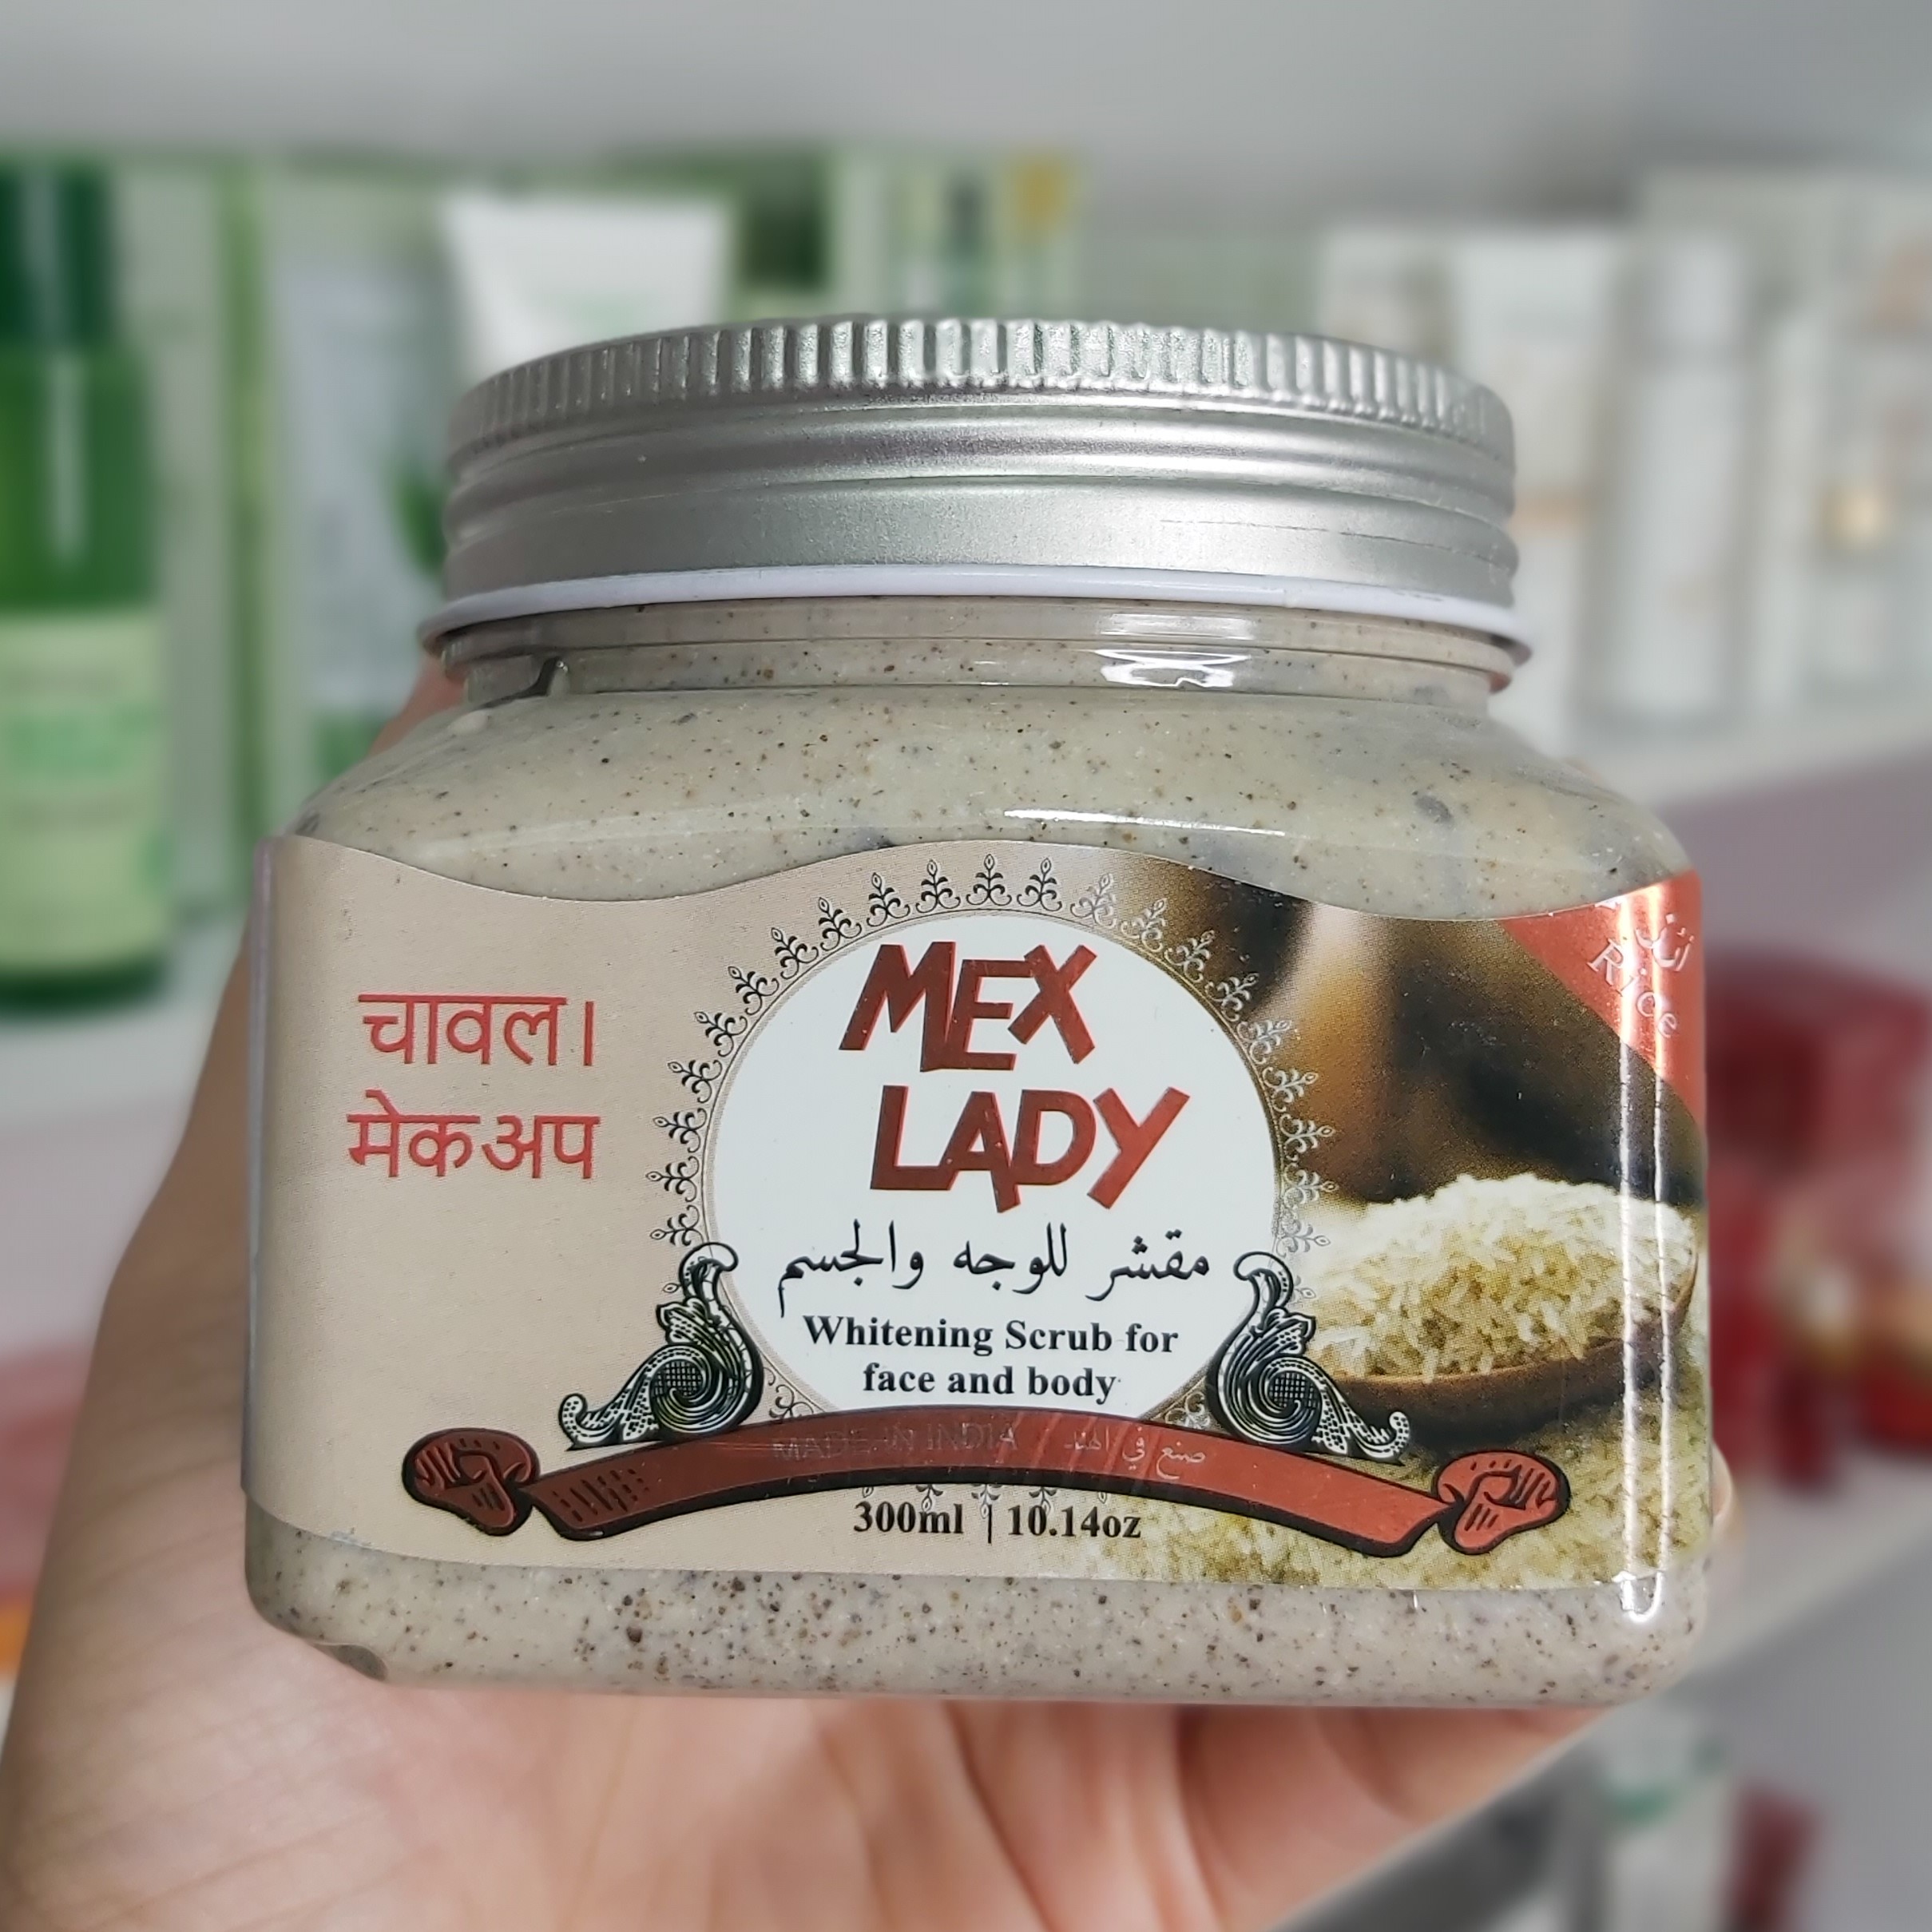 चावल।
मेकअप
MEX
LADY
مقشر للوجه والجسم
Whitening Scrub for
face and body
MADE IN INDIA صنع في الهند
300ml | 10.14oz
Rice